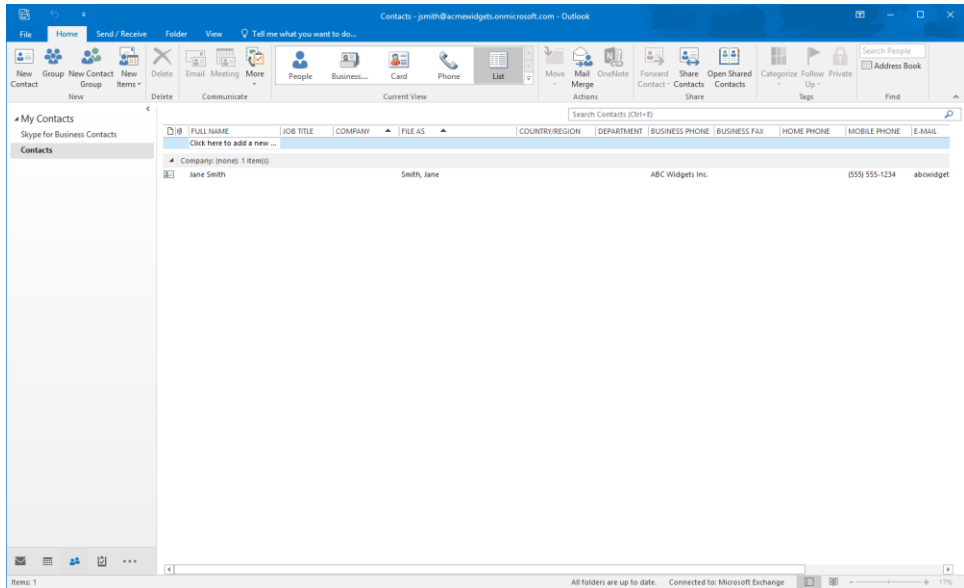 Contacts - jsmith@acmewidgets.onmicrosoft.com - Outlook
File Home Send / Receive Folder View Tell me what you want to do...
New Contact
Group
New Contact Group
New Items
Delete
Email
Meeting
More
People
Business...
Card
Phone
List
Move
Mail Merge
OneNote
Forward Contact
Share Contacts
Open Shared Contacts
Categorize
Follow Up
Private
Search People
Address Book
New Delete Communicate Current View Actions Share Tags Find
My Contacts
Skype for Business Contacts
Contacts
Search Contacts (Ctrl+E)
FULL NAME JOB TITLE COMPANY FILE AS COUNTRY/REGION DEPARTMENT BUSINESS PHONE BUSINESS FAX HOME PHONE MOBILE PHONE E-MAIL
Click here to add a new ...
Company: (none): 1 item(s)
Jane Smith Smith, Jane ABC Widgets Inc. (555) 555-1234 abcwidget
Items: 1 All folders are up to date. Connected to: Microsoft Exchange 17%